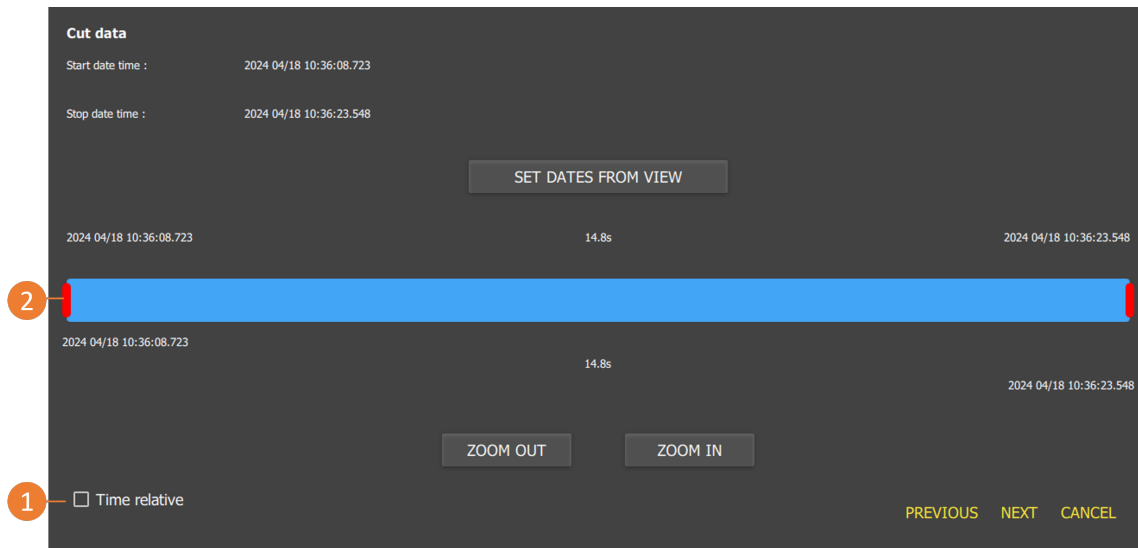 Cut data
Start date time : 2024 04/18 10:36:08.723
Stop date time : 2024 04/18 10:36:23.548
SET DATES FROM VIEW
2024 04/18 10:36:08.723 14.8s 2024 04/18 10:36:23.548
2
2024 04/18 10:36:08.723
14.8s
2024 04/18 10:36:23.548
ZOOM OUT ZOOM IN
1 Time relative
PREVIOUS NEXT CANCEL